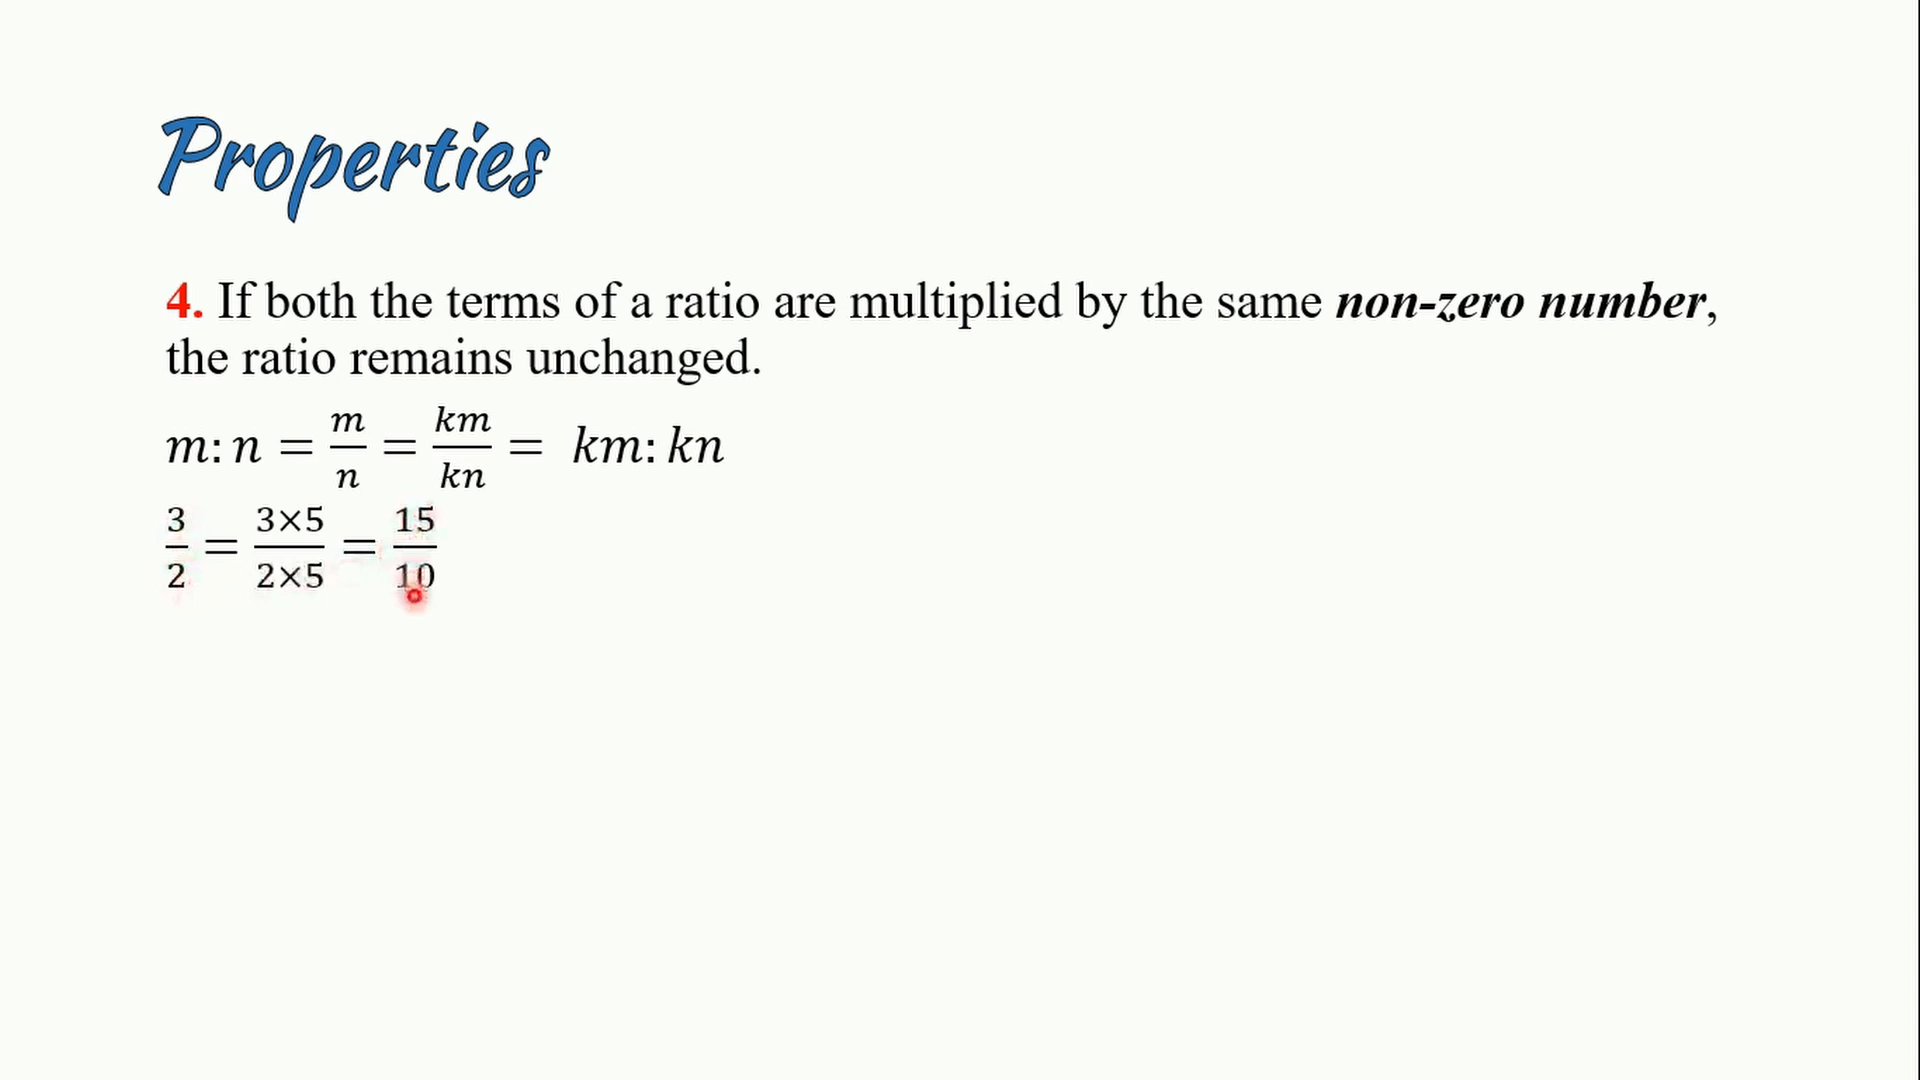 Properties
4. If both the terms of a ratio are multiplied by the same non-zero number,
the ratio remains unchanged.
m: n = m/n = km/kn = km: kn
3/2 = 3×5/2×5 = 15/10